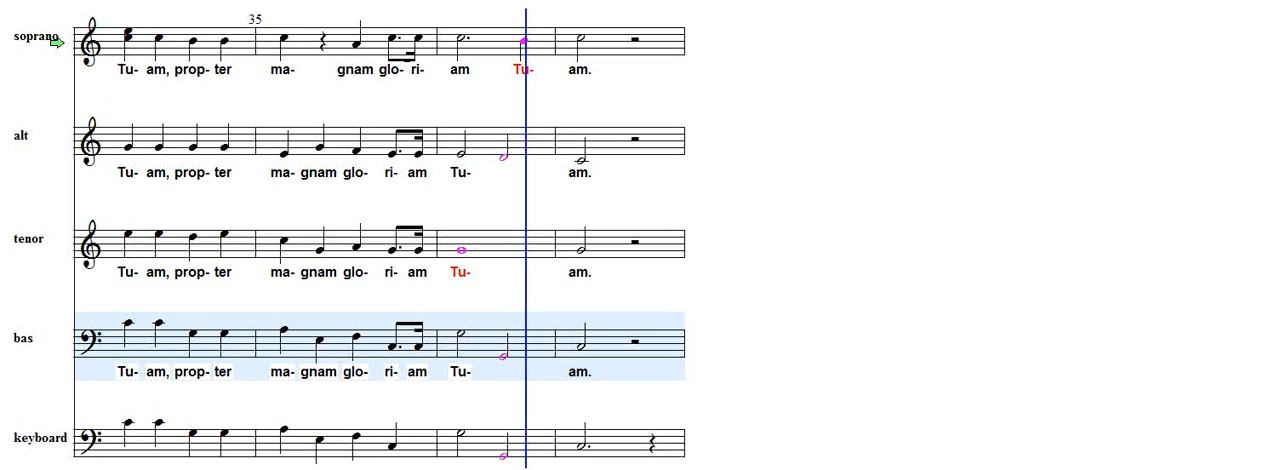 35
soprano
Tu- am, prop- ter ma- gnam glo- ri- am Tu- am.
alt
Tu- am, prop- ter ma- gnam glo- ri- am Tu- am.
tenor
Tu- am, prop- ter ma- gnam glo- ri- am Tu- am.
bas
Tu- am, prop- ter ma- gnam glo- ri- am Tu- am.
keyboard